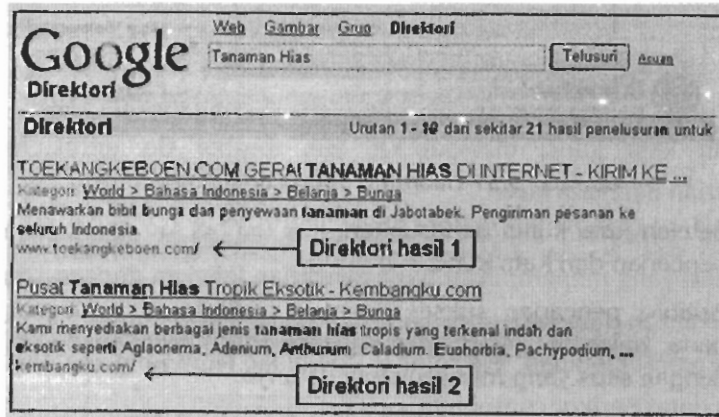 Web Gambar Grup Direktori
Google
Tanaman Hias Telusuri Acuan
Direktori
Direktori Urutan 1 - 10 dari sekitar 21 hasil penelusuran untuk
TOEKANGKEBOEN.COM GERAI TANAMAN HIAS DI INTERNET - KIRIM KE ...
Kategori: World > Bahasa Indonesia > Belanja > Bunga
Menawarkan bibit bunga dan penyewaan tanaman di Jabotabek. Pengiriman pesanan ke
seluruh Indonesia.
www.toekangkeboen.com/ Direktori hasil 1
Pusat Tanaman Hias Tropik Eksotik - Kembangku.com
Kategori: World > Bahasa Indonesia > Belanja > Bunga
Kami menyediakan berbagai jenis tanaman hias tropis yang terkenal indah dan
eksotik seperti Aglaonema, Adenium, Anthurium, Caladium, Euphorbia, Pachypodium, ...
kembangku.com/ Direktori hasil 2